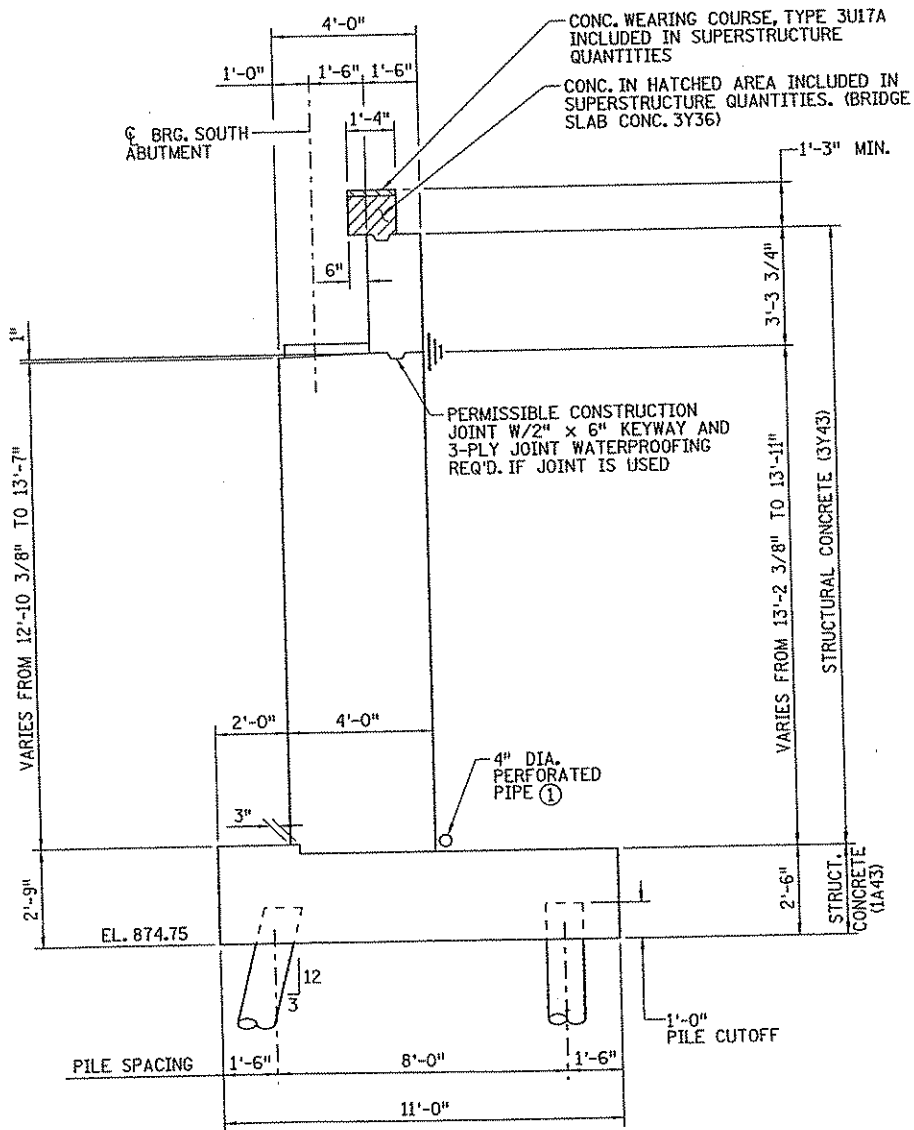 4'-0"
CONC. WEARING COURSE, TYPE 3U17A
INCLUDED IN SUPERSTRUCTURE
QUANTITIES
1'-0"
1'-6"
1'-6"
CONC. IN HATCHED AREA INCLUDED IN
SUPERSTRUCTURE QUANTITIES. (BRIDGE
SLAB CONC. 3Y36)
1'-4"
℄ BRG. SOUTH
ABUTMENT
1'-3" MIN.
6"
3'-3 3/4"
1"
1
PERMISSIBLE CONSTRUCTION
JOINT W/2" × 6" KEYWAY AND
3-PLY JOINT WATERPROOFING
REQ'D. IF JOINT IS USED
VARIES FROM 12'-10 3/8" TO 13'-7"
VARIES FROM 13'-2 3/8" TO 13'-11"
STRUCTURAL CONCRETE (3Y43)
2'-0"
4'-0"
4" DIA.
PERFORATED
PIPE ①
3"
2'-9"
2'-6"
STRUCT.
CONCRETE
(1A43)
EL. 874.75
12
3
1'-0"
PILE CUTOFF
PILE SPACING
1'-6"
8'-0"
1'-6"
11'-0"